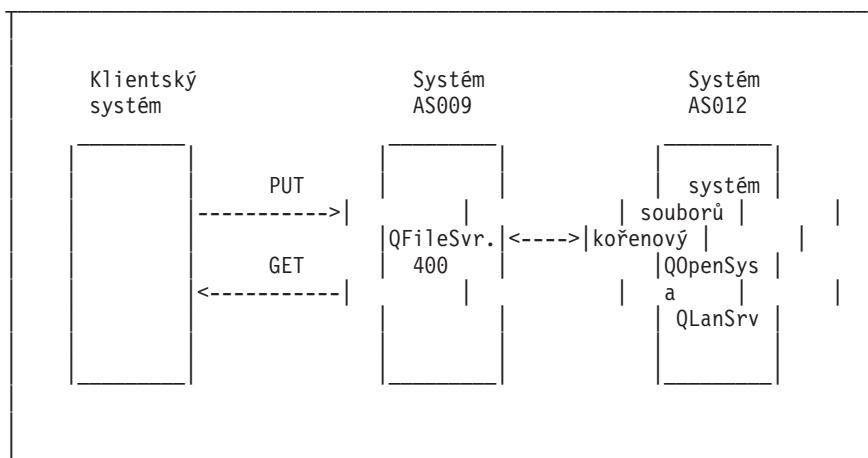 Klientský Systém Systém
systém AS009 AS012
PUT systém
-----------> souborů
QFileSvr. <----> kořenový
GET 400 QOpenSys
<----------- a
QLanSrv